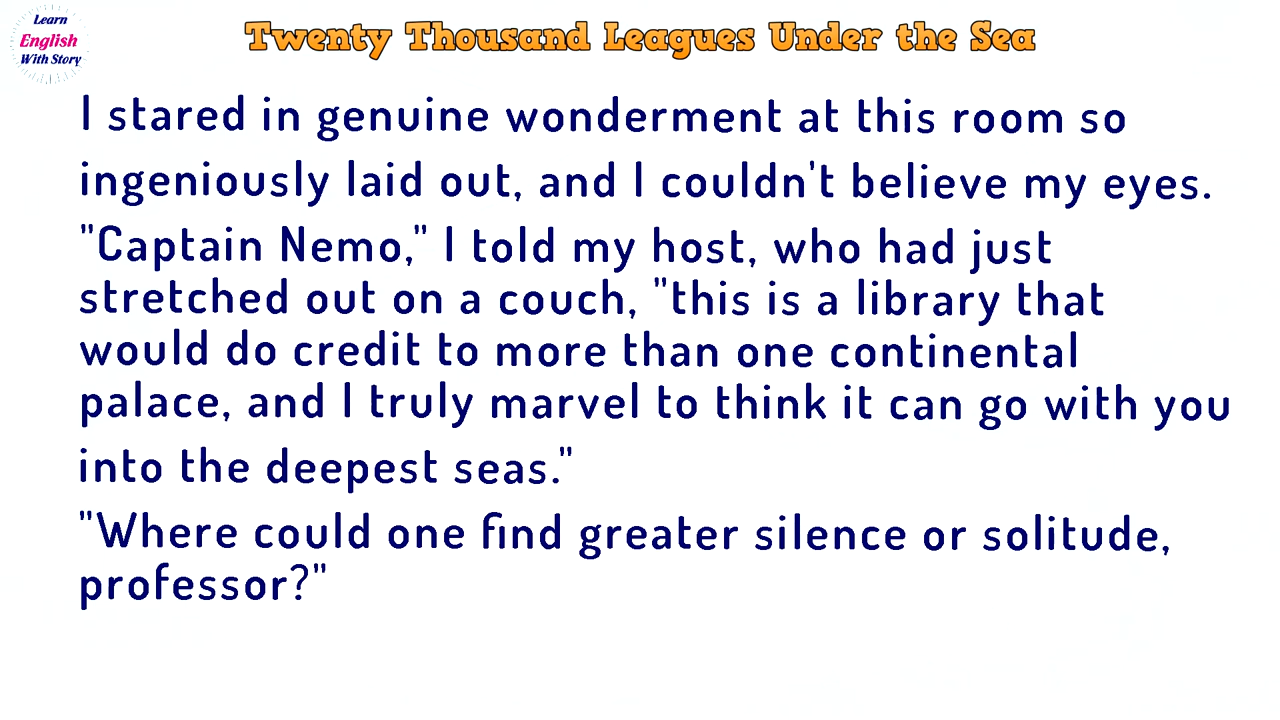 Learn
English
With Story
Twenty Thousand Leagues Under the Sea
I stared in genuine wonderment at this room so
ingeniously laid out, and I couldn't believe my eyes.
"Captain Nemo," I told my host, who had just
stretched out on a couch, "this is a library that
would do credit to more than one continental
palace, and I truly marvel to think it can go with you
into the deepest seas."
"Where could one find greater silence or solitude,
professor?"